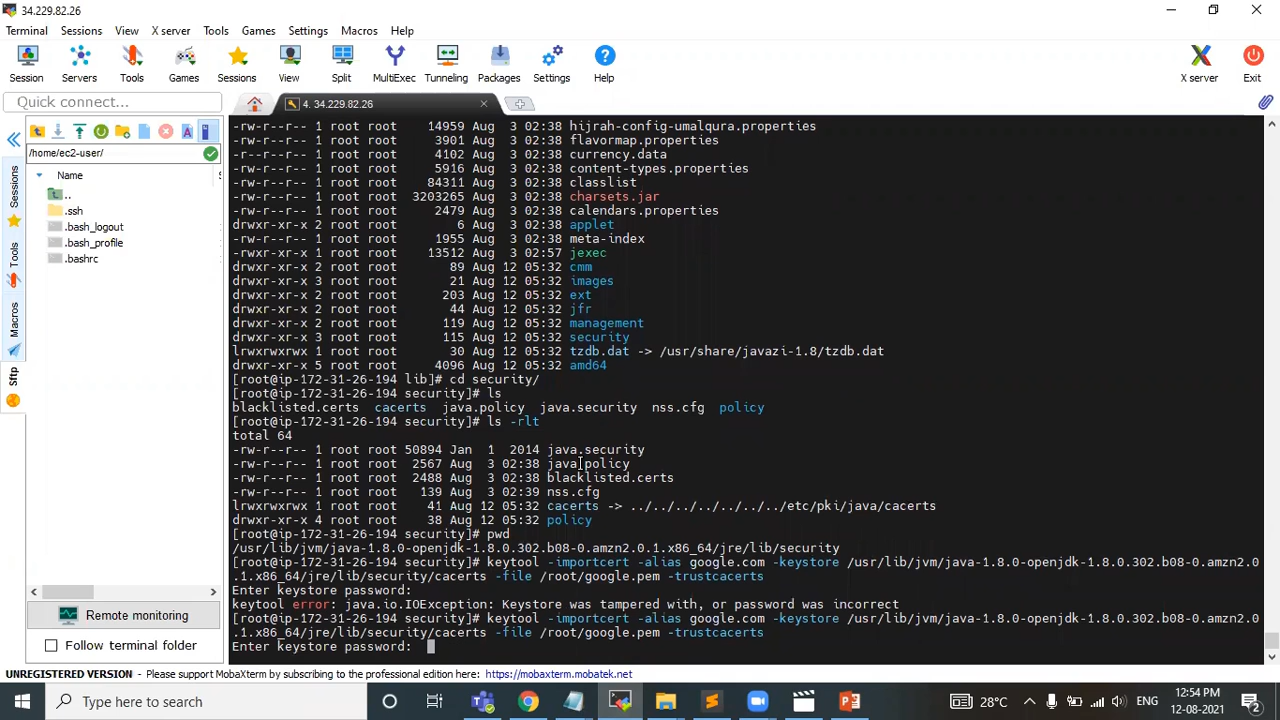 34.229.82.26
Terminal Sessions View X server Tools Games Settings Macros Help
Session Servers Tools Games Sessions View Split MultiExec Tunneling Packages Settings Help X server Exit
Quick connect...
4. 34.229.82.26
/home/ec2-user/
Name
..
.ssh
.bash_logout
.bash_profile
.bashrc
Sessions
Tools
Macros
Sftp
Remote monitoring
Follow terminal folder
-rw-r--r-- 1 root root 14959 Aug 3 02:38 hijrah-config-umalqura.properties
-rw-r--r-- 1 root root 3901 Aug 3 02:38 flavormap.properties
-rw-r--r-- 1 root root 4102 Aug 3 02:38 currency.data
-rw-r--r-- 1 root root 5916 Aug 3 02:38 content-types.properties
-rw-r--r-- 1 root root 84311 Aug 3 02:38 classlist
-rw-r--r-- 1 root root 3203265 Aug 3 02:38 charsets.jar
-rw-r--r-- 1 root root 2479 Aug 3 02:38 calendars.properties
drwxr-xr-x 2 root root 6 Aug 3 02:38 applet
-rw-r--r-- 1 root root 1955 Aug 3 02:38 meta-index
-rwxr-xr-x 1 root root 13512 Aug 3 02:57 jexec
drwxr-xr-x 2 root root 89 Aug 12 05:32 cmm
drwxr-xr-x 3 root root 21 Aug 12 05:32 images
drwxr-xr-x 2 root root 203 Aug 12 05:32 ext
drwxr-xr-x 2 root root 44 Aug 12 05:32 jfr
drwxr-xr-x 2 root root 119 Aug 12 05:32 management
drwxr-xr-x 3 root root 115 Aug 12 05:32 security
lrwxrwxrwx 1 root root 30 Aug 12 05:32 tzdb.dat -> /usr/share/javazi-1.8/tzdb.dat
drwxr-xr-x 5 root root 4096 Aug 12 05:32 amd64
[root@ip-172-31-26-194 lib]# cd security/
[root@ip-172-31-26-194 security]# ls
blacklisted.certs cacerts java.policy java.security nss.cfg policy
[root@ip-172-31-26-194 security]# ls -rlt
total 64
-rw-r--r-- 1 root root 50894 Jan 1 2014 java.security
-rw-r--r-- 1 root root 2567 Aug 3 02:38 java.policy
-rw-r--r-- 1 root root 2488 Aug 3 02:38 blacklisted.certs
-rw-r--r-- 1 root root 139 Aug 3 02:39 nss.cfg
lrwxrwxrwx 1 root root 41 Aug 12 05:32 cacerts -> ../../../../../../../etc/pki/java/cacerts
drwxr-xr-x 4 root root 38 Aug 12 05:32 policy
[root@ip-172-31-26-194 security]# pwd
/usr/lib/jvm/java-1.8.0-openjdk-1.8.0.302.b08-0.amzn2.0.1.x86_64/jre/lib/security
[root@ip-172-31-26-194 security]# keytool -importcert -alias google.com -keystore /usr/lib/jvm/java-1.8.0-openjdk-1.8.0.302.b08-0.amzn2.0
.1.x86_64/jre/lib/security/cacerts -file /root/google.pem -trustcacerts
Enter keystore password:
keytool error: java.io.IOException: Keystore was tampered with, or password was incorrect
[root@ip-172-31-26-194 security]# keytool -importcert -alias google.com -keystore /usr/lib/jvm/java-1.8.0-openjdk-1.8.0.302.b08-0.amzn2.0
.1.x86_64/jre/lib/security/cacerts -file /root/google.pem -trustcacerts
Enter keystore password:
UNREGISTERED VERSION - Please support MobaXterm by subscribing to the professional edition here: https://mobaxterm.mobatek.net
Type here to search
28°C
ENG
12:54 PM
12-08-2021
2